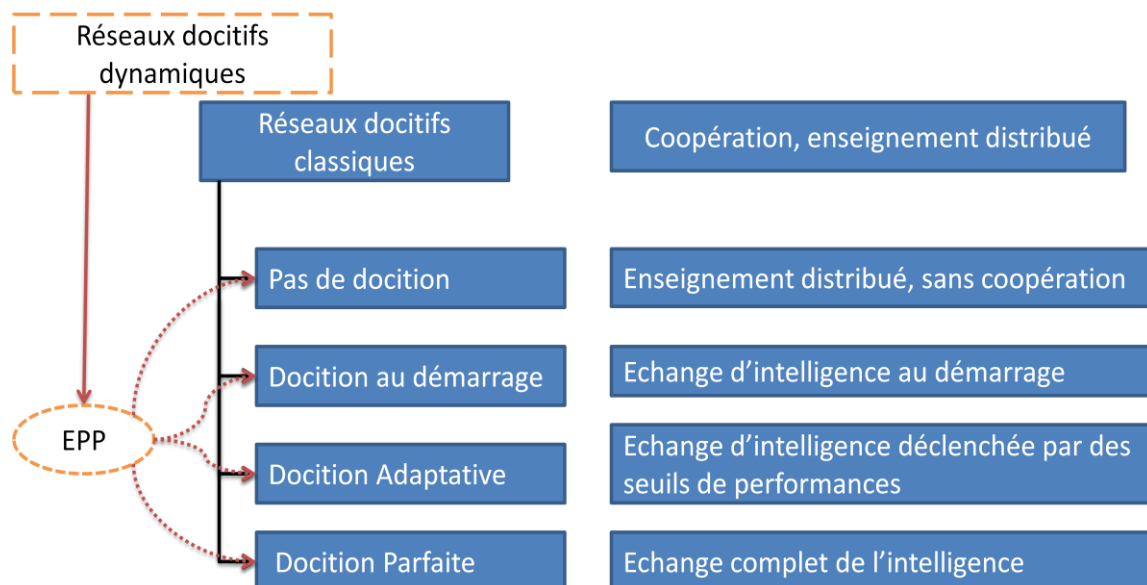 Réseaux docitifs
dynamiques
Réseaux docitifs
classiques
Coopération, enseignement distribué
Pas de docition
Enseignement distribué, sans coopération
Docition au démarrage
Echange d’intelligence au démarrage
EPP
Docition Adaptative
Echange d’intelligence déclenchée par des
seuils de performances
Docition Parfaite
Echange complet de l’intelligence